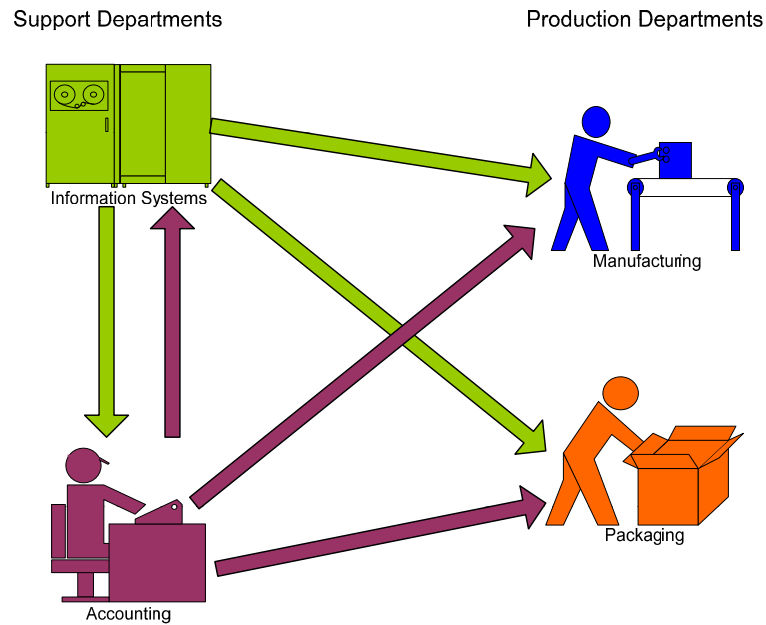 Support Departments
Production Departments
Information Systems
Manufacturing
Packaging
Accounting